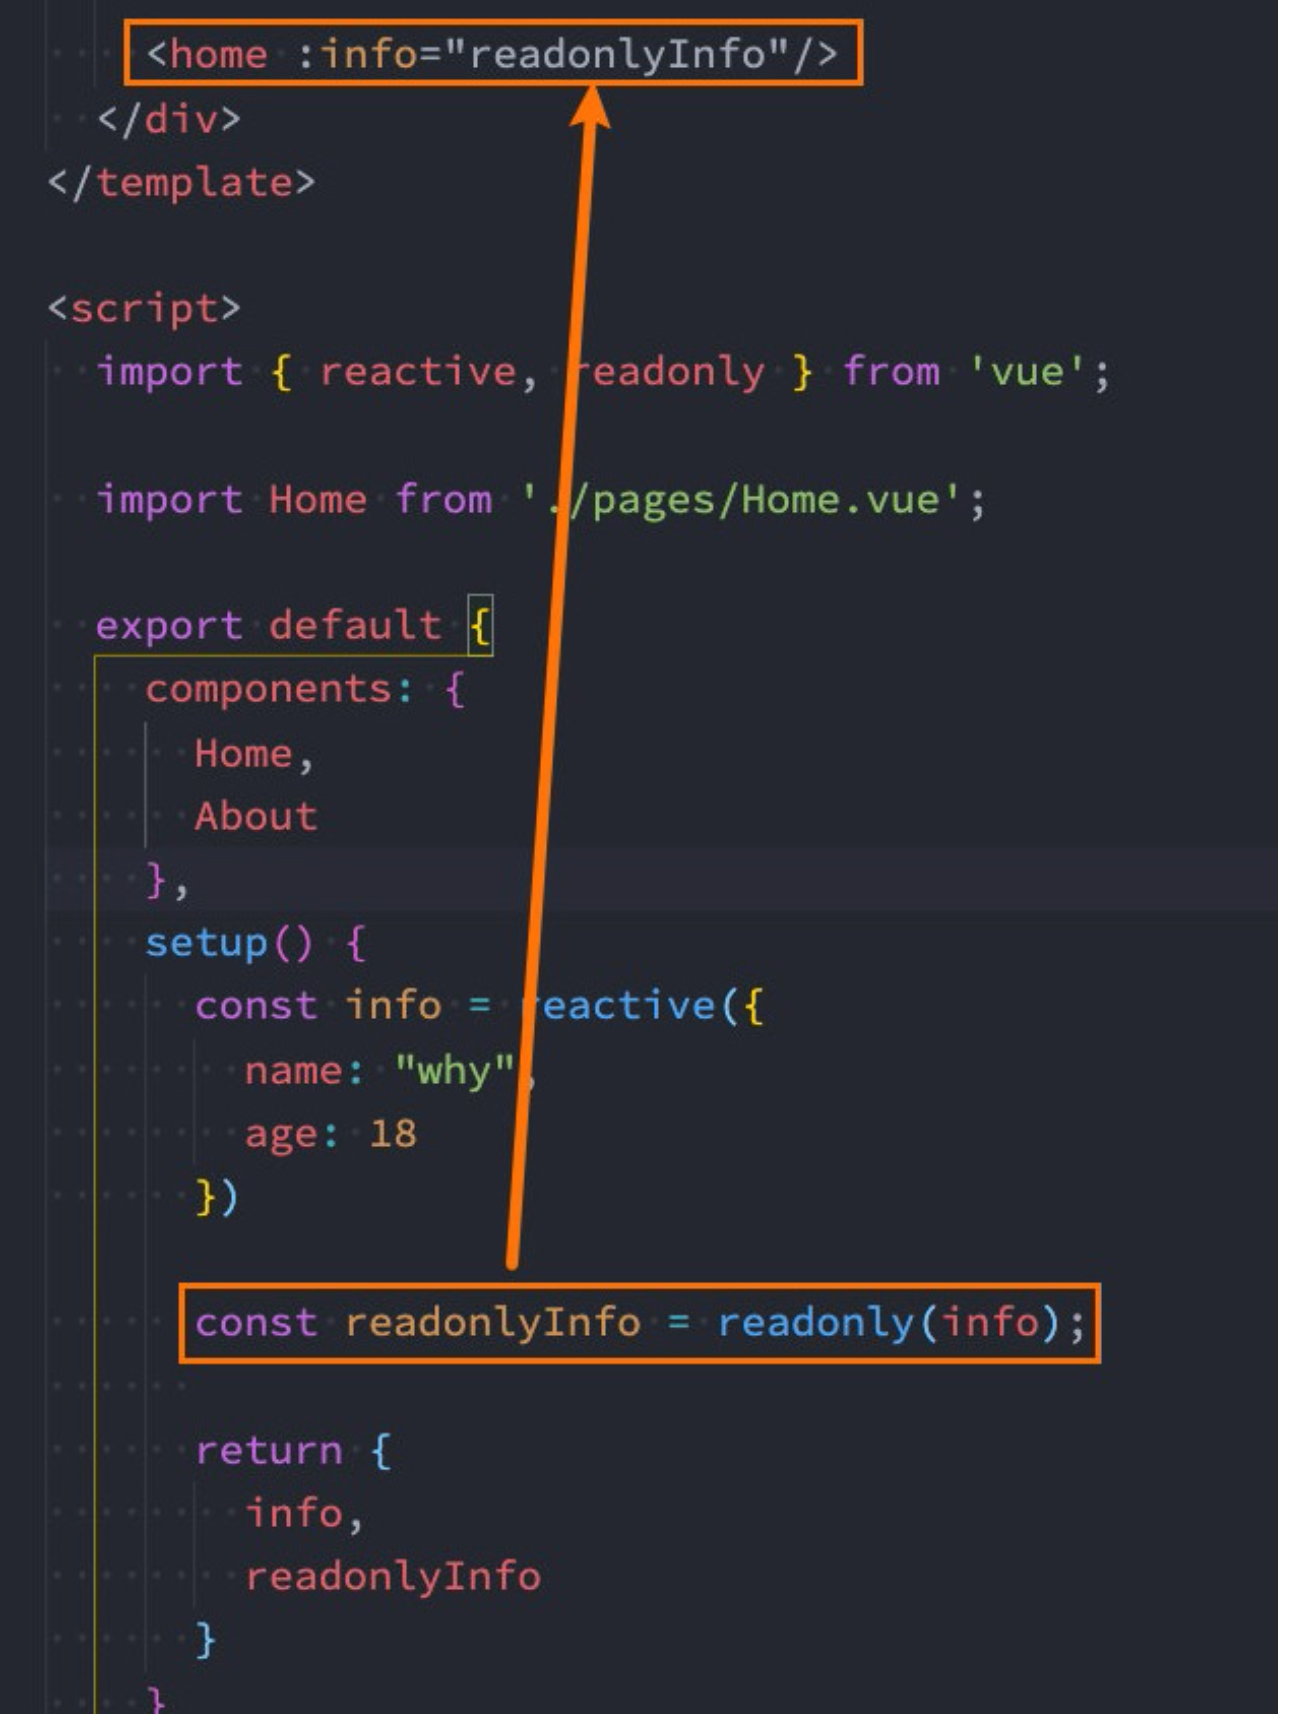 <home :info="readonlyInfo"/>
</div>
</template>
<script>
import { reactive, readonly } from 'vue';
import Home from './pages/Home.vue';
export default {
components: {
Home,
About
},
setup() {
const info = reactive({
name: "why",
age: 18
})
const readonlyInfo = readonly(info);
return {
info,
readonlyInfo
}
}